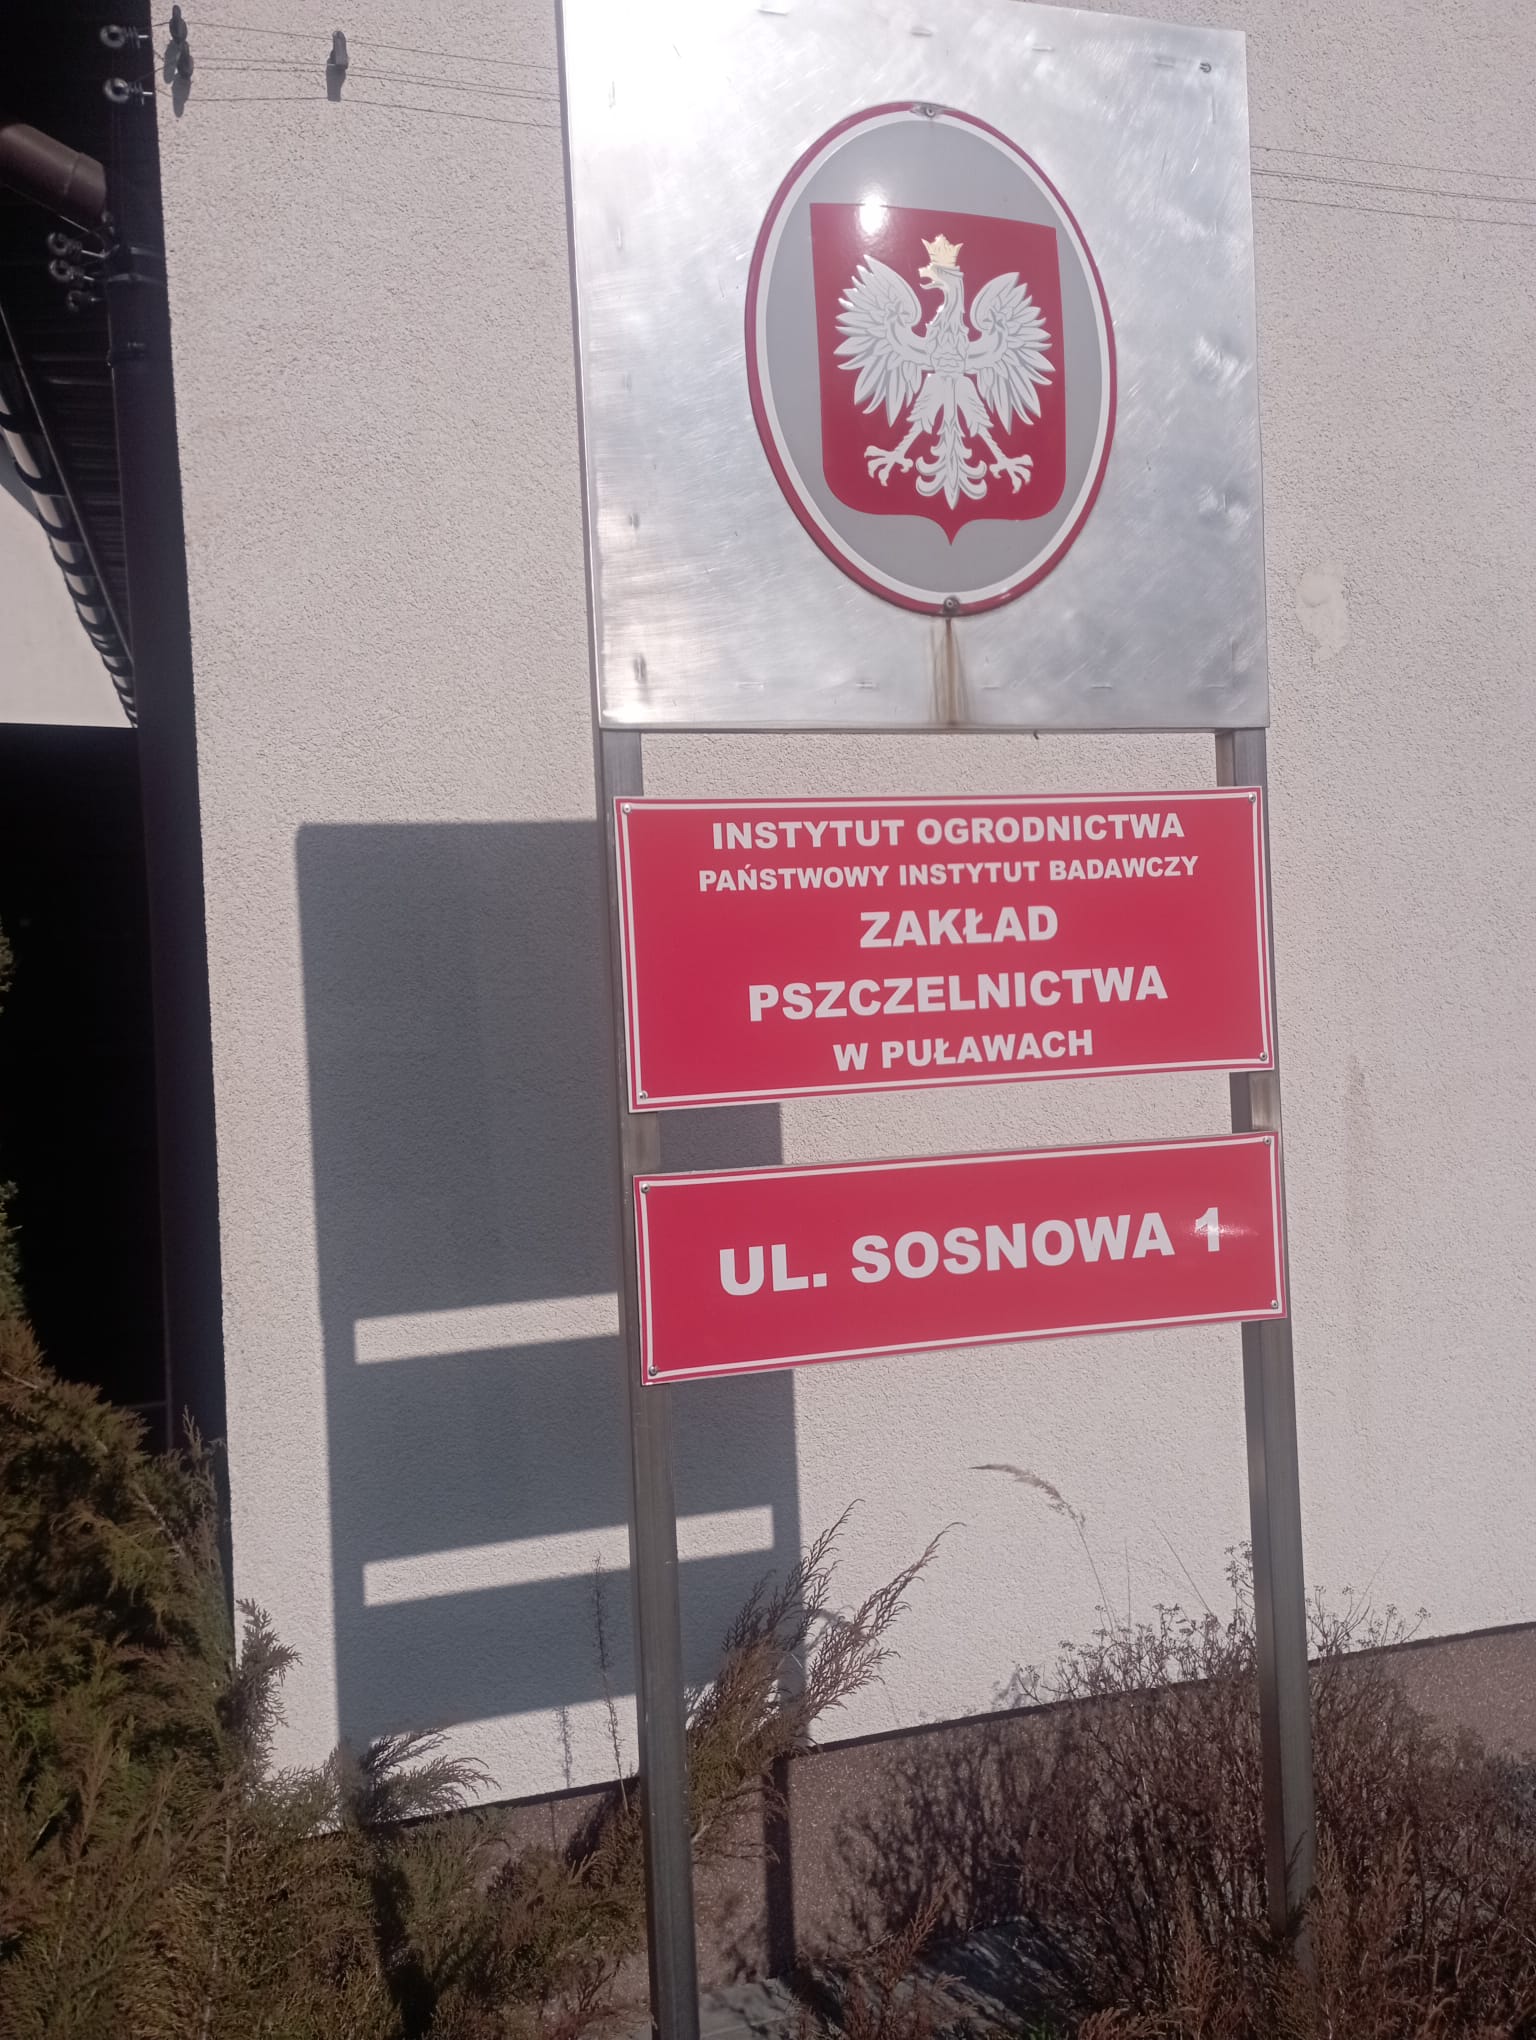 INSTYTUT OGRODNICTWA
PAŃSTWOWY INSTYTUT BADAWCZY
ZAKŁAD
PSZCZELNICTWA
W PUŁAWACH
UL. SOSNOWA 1